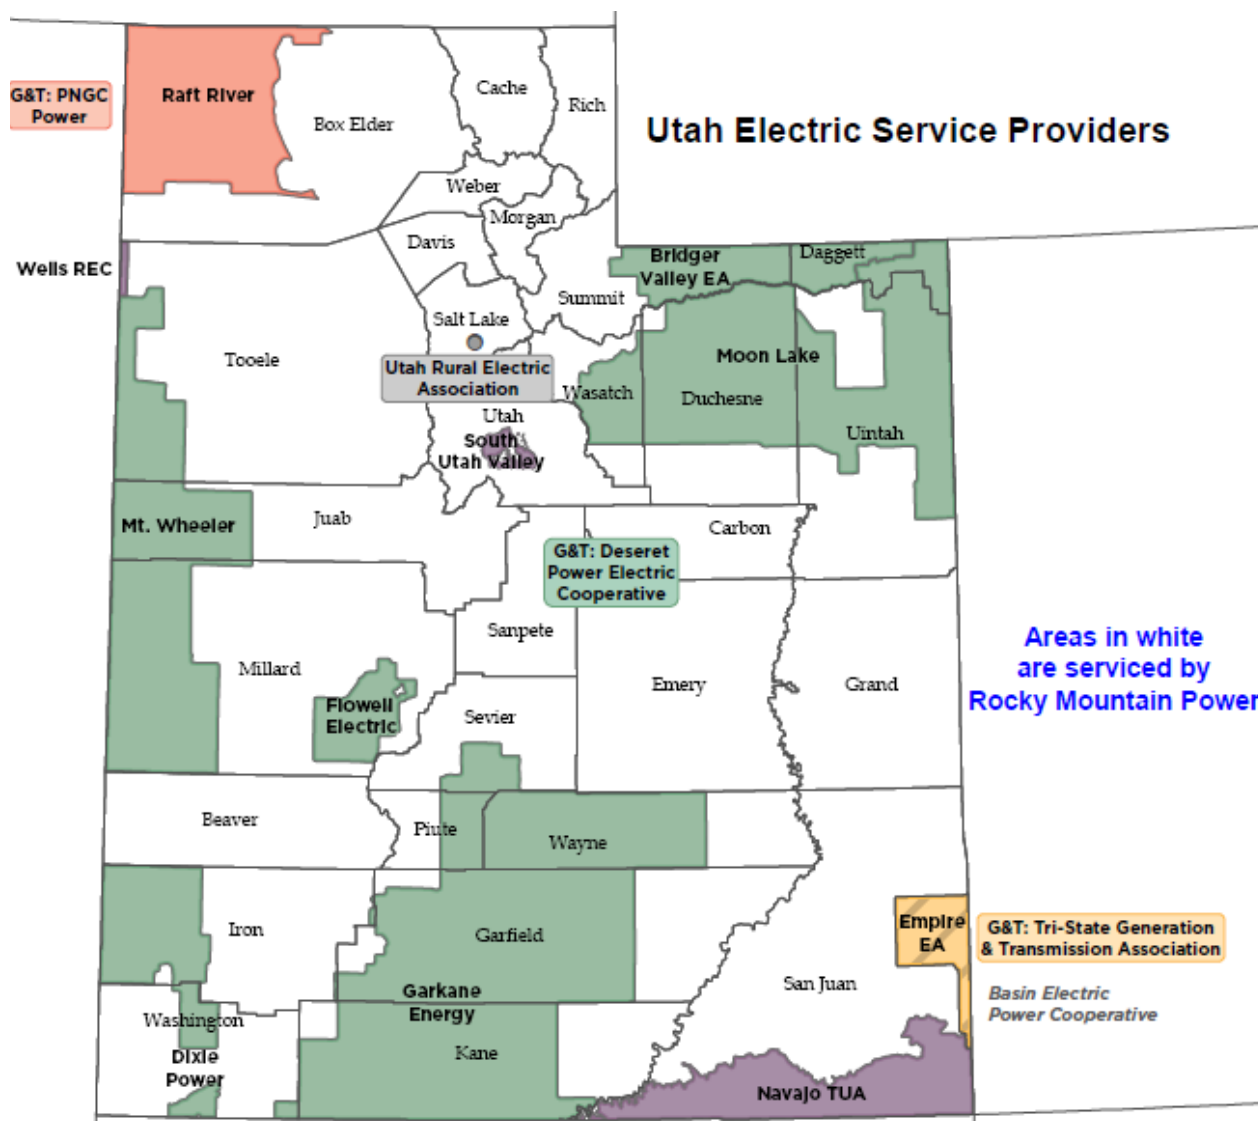 Utah Electric Service Providers
G&T: PNGC
Power
Raft River
Box Elder
Cache
Rich
Weber
Morgan
Davis
Wells REC
Bridger
Valley EA
Daggett
Summit
Salt Lake
Tooele
Utah Rural Electric
Association
Wasatch
Moon Lake
Duchesne
Uintah
Utah
South
Utah Valley
Mt. Wheeler
Juab
Carbon
G&T: Deseret
Power Electric
Cooperative
Sanpete
Areas in white
are serviced by
Rocky Mountain Power
Millard
Emery
Grand
Flowell
Electric
Sevier
Beaver
Piute
Wayne
Iron
Garfield
Empire
EA
G&T: Tri-State Generation
& Transmission Association
San Juan
Basin Electric
Power Cooperative
Garkane
Energy
Washington
Dixie
Power
Kane
Navajo TUA